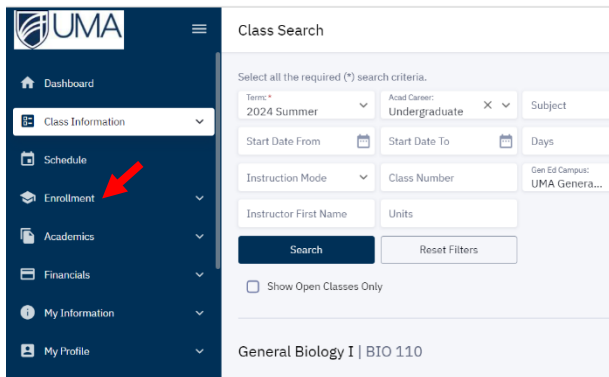 UMA
Dashboard
Class Information
Schedule
Enrollment
Academics
Financials
My Information
My Profile
Class Search
Select all the required (*) search criteria.
Term: *
2024 Summer
Acad Career:
Undergraduate
Subject
Start Date From
Start Date To
Days
Instruction Mode
Class Number
Gen Ed Campus:
UMA Genera...
Instructor First Name
Units
Search
Reset Filters
Show Open Classes Only
General Biology I | BIO 110